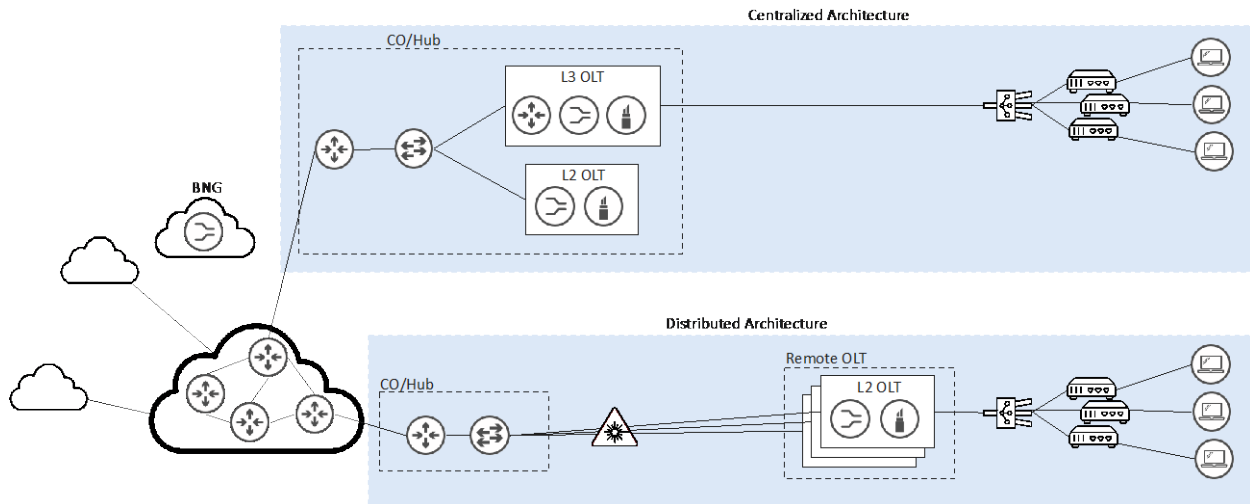 Centralized Architecture
CO/Hub
L3 OLT
L2 OLT
BNG
Distributed Architecture
CO/Hub
Remote OLT
L2 OLT